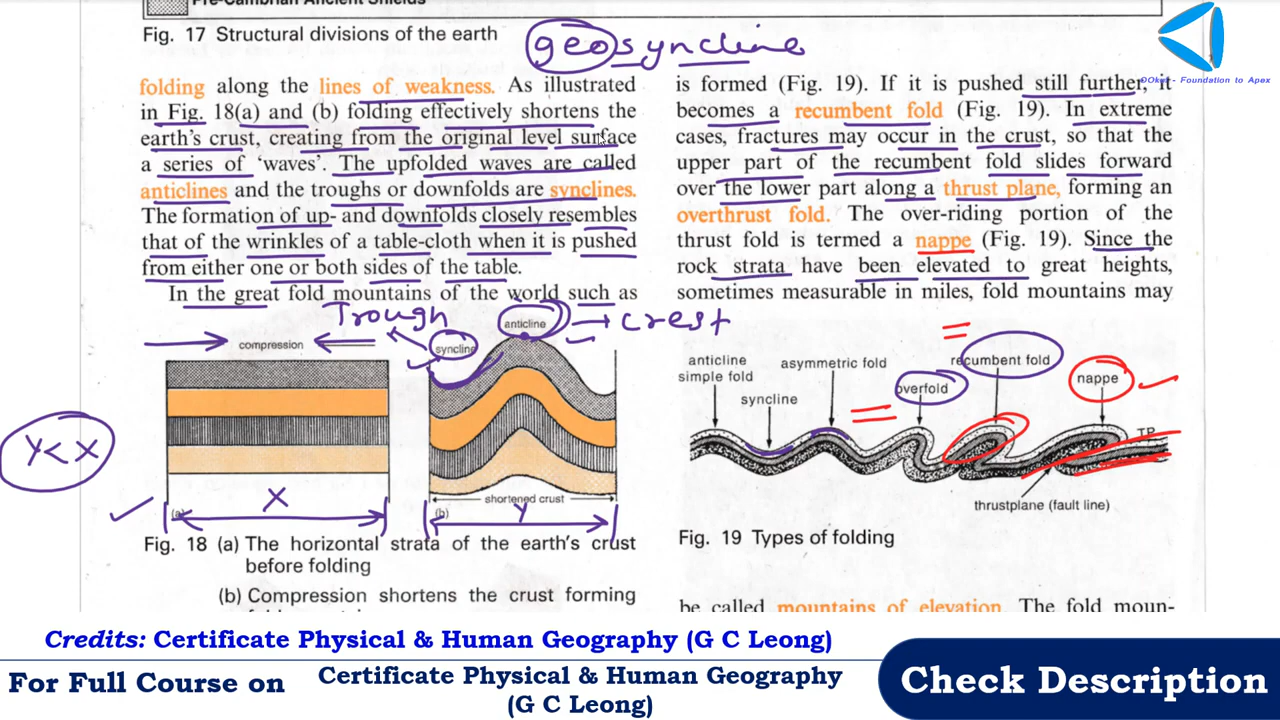 Pre-Cambrian Ancient Shields
Fig. 17 Structural divisions of the earth
geosyncline
OOkul - Foundation to Apex
folding along the lines of weakness. As illustrated
in Fig. 18(a) and (b) folding effectively shortens the
earth's crust, creating from the original level surface
a series of 'waves'. The upfolded waves are called
anticlines and the troughs or downfolds are synclines.
The formation of up- and downfolds closely resembles
that of the wrinkles of a table-cloth when it is pushed
from either one or both sides of the table.
In the great fold mountains of the world such as
Trough
anticline
crest
compression
syncline
Y<X
X
shortened crust
Y
(a)
(b)
Fig. 18 (a) The horizontal strata of the earth's crust
before folding
(b) Compression shortens the crust forming
is formed (Fig. 19). If it is pushed still further, it
becomes a recumbent fold (Fig. 19). In extreme
cases, fractures may occur in the crust, so that the
upper part of the recumbent fold slides forward
over the lower part along a thrust plane, forming an
overthrust fold. The over-riding portion of the
thrust fold is termed a nappe (Fig. 19). Since the
rock strata have been elevated to great heights,
sometimes measurable in miles, fold mountains may
anticline
simple fold
syncline
asymmetric fold
overfold
recumbent fold
nappe
TP
thrustplane (fault line)
Fig. 19 Types of folding
be called mountains of elevation. The fold moun-
Credits: Certificate Physical & Human Geography (G C Leong)
For Full Course on
Certificate Physical & Human Geography
(G C Leong)
Check Description